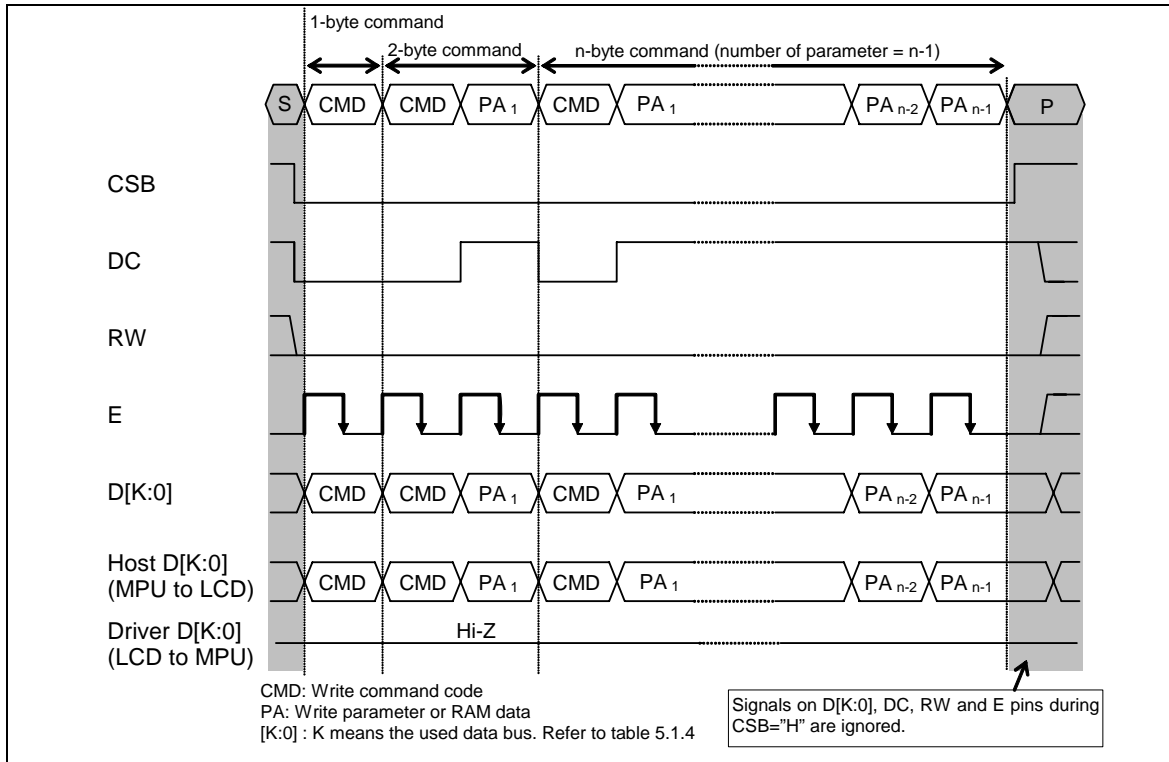 1-byte command
2-byte command
n-byte command (number of parameter = n-1)
S CMD CMD PA 1 CMD PA 1 PA n-2 PA n-1 P
CSB
DC
RW
E
D[K:0] CMD CMD PA 1 CMD PA 1 PA n-2 PA n-1
Host D[K:0]
(MPU to LCD)
CMD CMD PA 1 CMD PA 1 PA n-2 PA n-1
Driver D[K:0]
(LCD to MPU)
Hi-Z
CMD: Write command code
PA: Write parameter or RAM data
[K:0] : K means the used data bus. Refer to table 5.1.4
Signals on D[K:0], DC, RW and E pins during
CSB="H" are ignored.